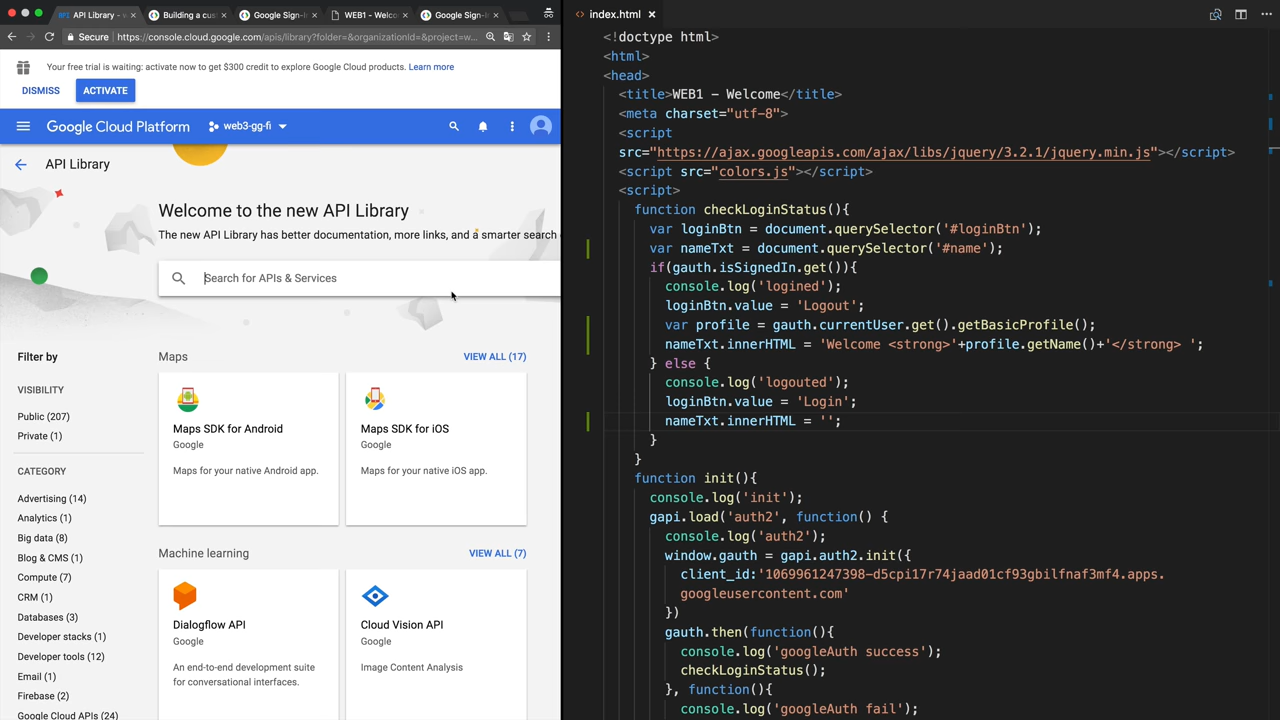 API Library - w
Building a cus
Google Sign-In
WEB1 - Welco
Google Sign-In
Secure
https://console.cloud.google.com/apis/library?folder=&organizationId=&project=w...
Your free trial is waiting: activate now to get $300 credit to explore Google Cloud products. Learn more
DISMISS
ACTIVATE
Google Cloud Platform
web3-gg-fi
API Library
Welcome to the new API Library
The new API Library has better documentation, more links, and a smarter search
Search for APIs & Services
Filter by
VISIBILITY
Public (207)
Private (1)
CATEGORY
Advertising (14)
Analytics (1)
Big data (8)
Blog & CMS (1)
Compute (7)
CRM (1)
Databases (3)
Developer stacks (1)
Developer tools (12)
Email (1)
Firebase (2)
Google Cloud APIs (24)
Maps
VIEW ALL (17)
Maps SDK for Android
Google
Maps for your native Android app.
Maps SDK for iOS
Google
Maps for your native iOS app.
Machine learning
VIEW ALL (7)
Dialogflow API
Google
An end-to-end development suite
for conversational interfaces.
Cloud Vision API
Google
Image Content Analysis
index.html
<!doctype html>
<html>
<head>
<title>WEB1 - Welcome</title>
<meta charset="utf-8">
<script
src="https://ajax.googleapis.com/ajax/libs/jquery/3.2.1/jquery.min.js"></script>
<script src="colors.js"></script>
<script>
function checkLoginStatus(){
var loginBtn = document.querySelector('#loginBtn');
var nameTxt = document.querySelector('#name');
if(gauth.isSignedIn.get()){
console.log('logined');
loginBtn.value = 'Logout';
var profile = gauth.currentUser.get().getBasicProfile();
nameTxt.innerHTML = 'Welcome <strong>'+profile.getName()+'</strong> ';
} else {
console.log('logouted');
loginBtn.value = 'Login';
nameTxt.innerHTML = '';
}
}
function init(){
console.log('init');
gapi.load('auth2', function() {
console.log('auth2');
window.gauth = gapi.auth2.init({
client_id:'1069961247398-d5cpi17r74jaad01cf93gbilfnaf3mf4.apps.
googleusercontent.com'
})
gauth.then(function(){
console.log('googleAuth success');
checkLoginStatus();
}, function(){
console.log('googleAuth fail');